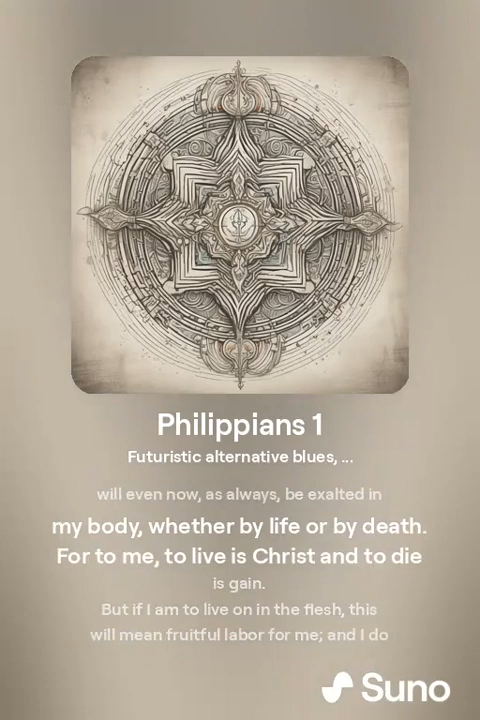 Philippians 1
Futuristic alternative blues, ...
will even now, as always, be exalted in
my body, whether by life or by death.
For to me, to live is Christ and to die
is gain.
But if I am to live on in the flesh, this
will mean fruitful labor for me; and I do
Suno